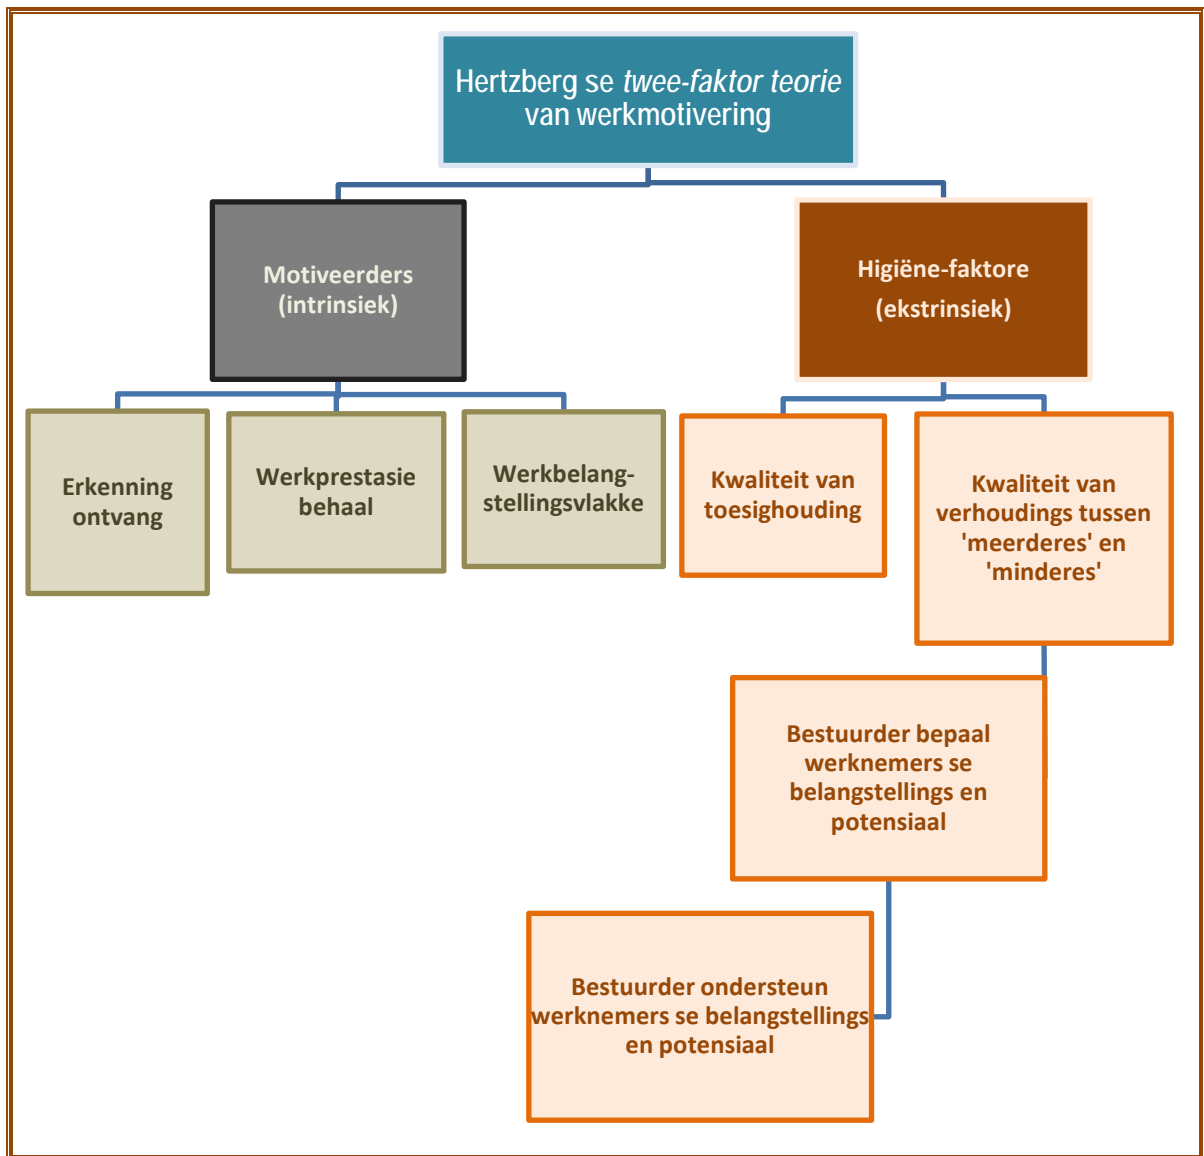 Hertzberg se twee-faktor teorie
van werkmotivering
Motiveerders
(intrinsiek)
Higiëne-faktore
(ekstrinsiek)
Erkenning
ontvang
Werkprestasie
behaal
Werkbelang-
stellingsvlakke
Kwaliteit van
toesighouding
Kwaliteit van
verhoudings tussen
'meerderes' en
'minderes'
Bestuurder bepaal
werknemers se
belangstellings en
potensiaal
Bestuurder ondersteun
werknemers se belangstellings
en potensiaal